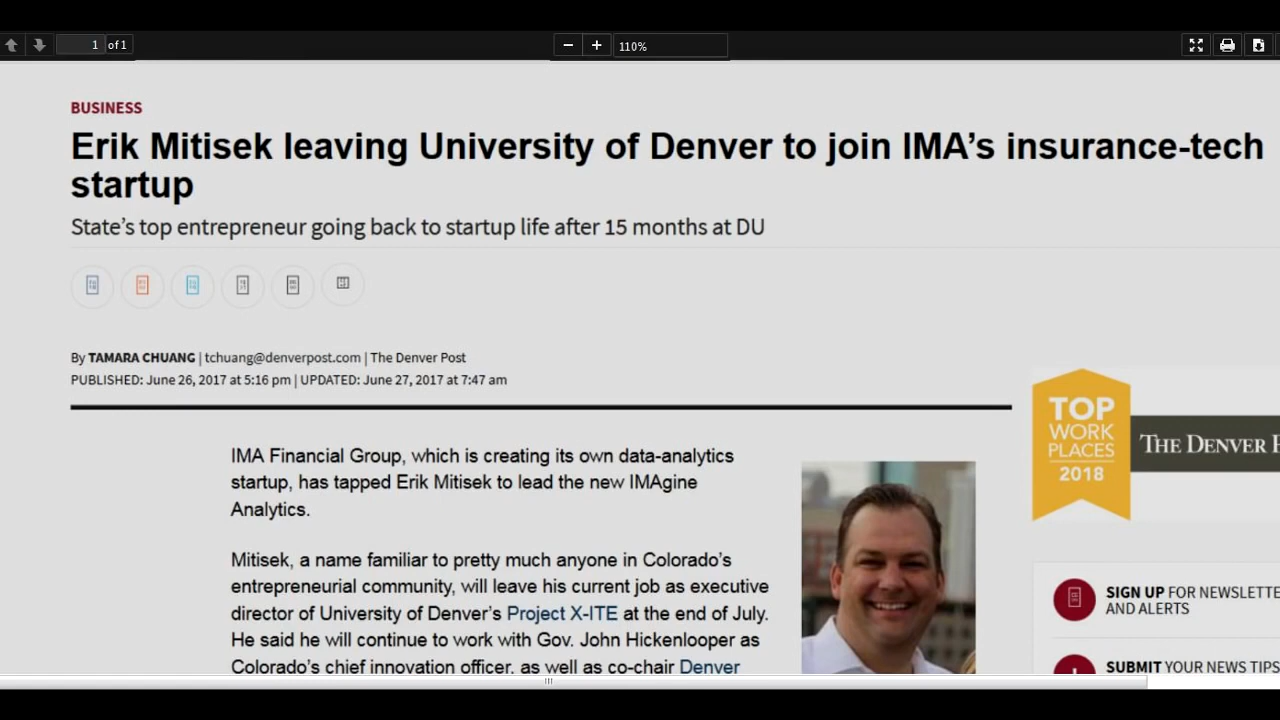 1 of 1
110%
BUSINESS
Erik Mitisek leaving University of Denver to join IMA's insurance-tech
startup
State's top entrepreneur going back to startup life after 15 months at DU
By TAMARA CHUANG | tchuang@denverpost.com | The Denver Post
PUBLISHED: June 26, 2017 at 5:16 pm | UPDATED: June 27, 2017 at 7:47 am
IMA Financial Group, which is creating its own data-analytics
startup, has tapped Erik Mitisek to lead the new IMAgine
Analytics.
Mitisek, a name familiar to pretty much anyone in Colorado's
entrepreneurial community, will leave his current job as executive
director of University of Denver's Project X-ITE at the end of July.
He said he will continue to work with Gov. John Hickenlooper as
Colorado's chief innovation officer, as well as co-chair Denver
TOP
WORK
PLACES
2018
THE DENVER
SIGN UP FOR NEWSLETTE
AND ALERTS
SUBMIT YOUR NEWS TIPS